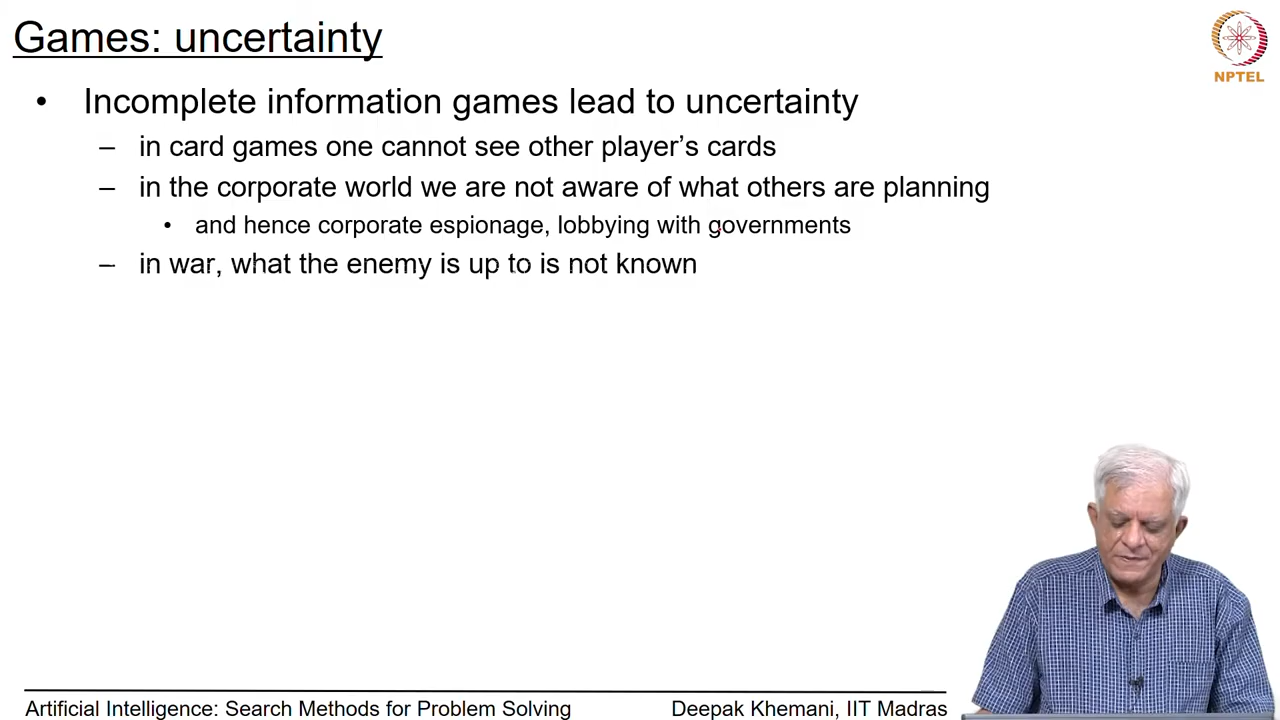 Games: uncertainty
NPTEL
• Incomplete information games lead to uncertainty
– in card games one cannot see other player’s cards
– in the corporate world we are not aware of what others are planning
• and hence corporate espionage, lobbying with governments
– in war, what the enemy is up to is not known
Artificial Intelligence: Search Methods for Problem Solving
Deepak Khemani, IIT Madras